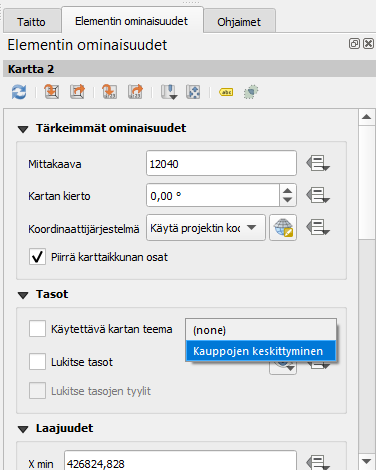 Taitto Elementin ominaisuudet Ohjaimet
Elementin ominaisuudet
Kartta 2
abc
Tärkeimmät ominaisuudet
Mittakaava 12040
Kartan kierto 0,00 °
Koordinaattijärjestelmä Käytä projektin koo
Piirrä karttaikkunan osat
Tasot
Käytettävä kartan teema (none)
Kauppojen keskittyminen
Lukitse tasot
Lukitse tasojen tyylit
Laajuudet
X min 426824,828